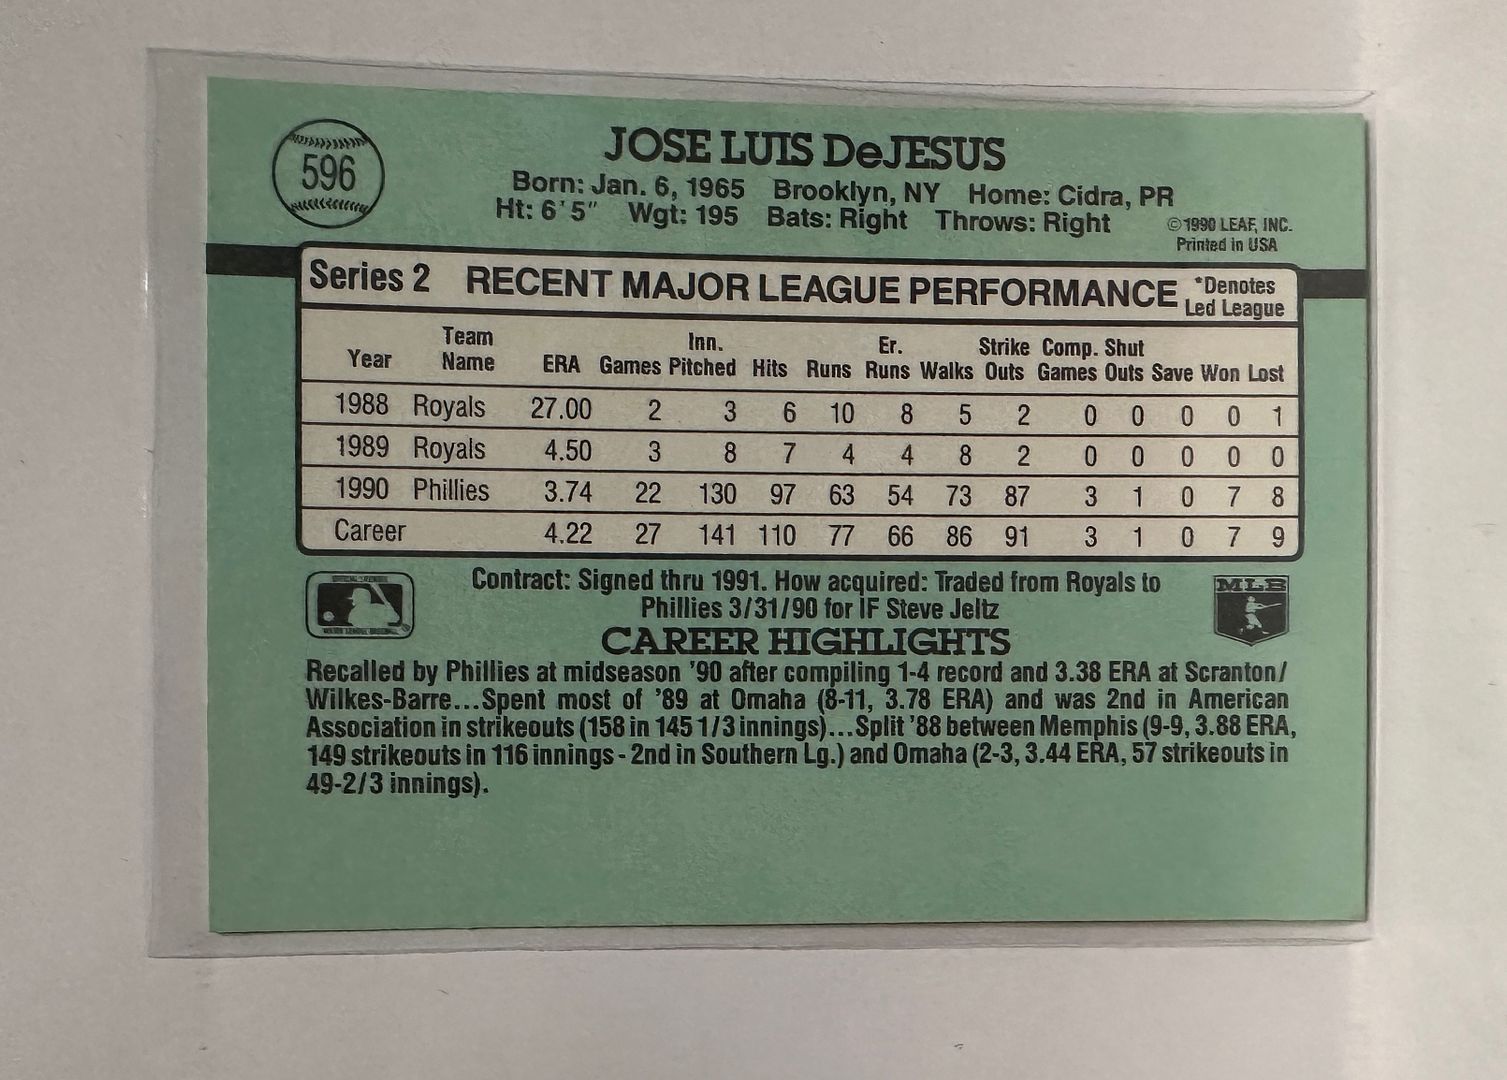 596
JOSE LUIS DeJESUS
Born: Jan. 6, 1965 Brooklyn, NY Home: Cidra, PR
Ht: 6'5" Wgt: 195 Bats: Right Throws: Right
©1990 LEAF, INC.
Printed in USA
Series 2 RECENT MAJOR LEAGUE PERFORMANCE *Denotes Led League
Year Team Name ERA Games Inn. Pitched Hits Runs Er. Runs Walks Strike Outs Comp. Games Shut Outs Save Won Lost
1988 Royals 27.00 2 3 6 10 8 5 2 0 0 0 0 1
1989 Royals 4.50 3 8 7 4 4 8 2 0 0 0 0 0
1990 Phillies 3.74 22 130 97 63 54 73 87 3 1 0 7 8
Career 4.22 27 141 110 77 66 86 91 3 1 0 7 9
Contract: Signed thru 1991. How acquired: Traded from Royals to
Phillies 3/31/90 for IF Steve Jeltz
MLB
CAREER HIGHLIGHTS
Recalled by Phillies at midseason '90 after compiling 1-4 record and 3.38 ERA at Scranton/
Wilkes-Barre...Spent most of '89 at Omaha (8-11, 3.78 ERA) and was 2nd in American
Association in strikeouts (158 in 145 1/3 innings)...Split '88 between Memphis (9-9, 3.88 ERA,
149 strikeouts in 116 innings - 2nd in Southern Lg.) and Omaha (2-3, 3.44 ERA, 57 strikeouts in
49-2/3 innings).